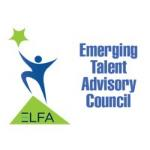 Emerging
Talent
Advisory
Council
ELFA